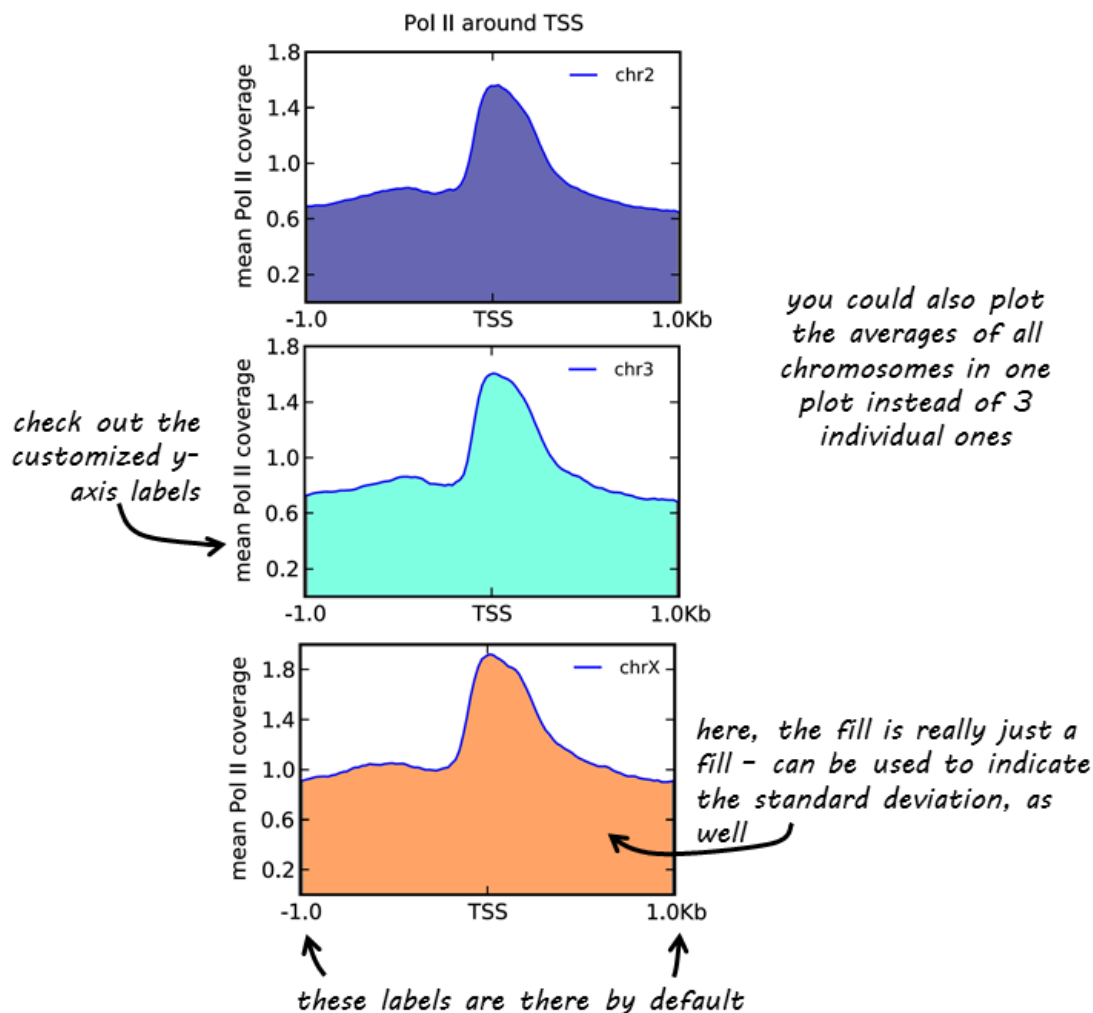 Pol II around TSS
1.8
1.4
1.0
0.6
0.2
mean Pol II coverage
chr2
-1.0
TSS
1.0Kb
you could also plot
the averages of all
chromosomes in one
plot instead of 3
individual ones
1.8
1.4
1.0
0.6
0.2
mean Pol II coverage
chr3
-1.0
TSS
1.0Kb
check out the
customized y-
axis labels
1.8
1.4
1.0
0.6
0.2
mean Pol II coverage
chrX
-1.0
TSS
1.0Kb
here, the fill is really just a
fill – can be used to indicate
the standard deviation, as
well
these labels are there by default